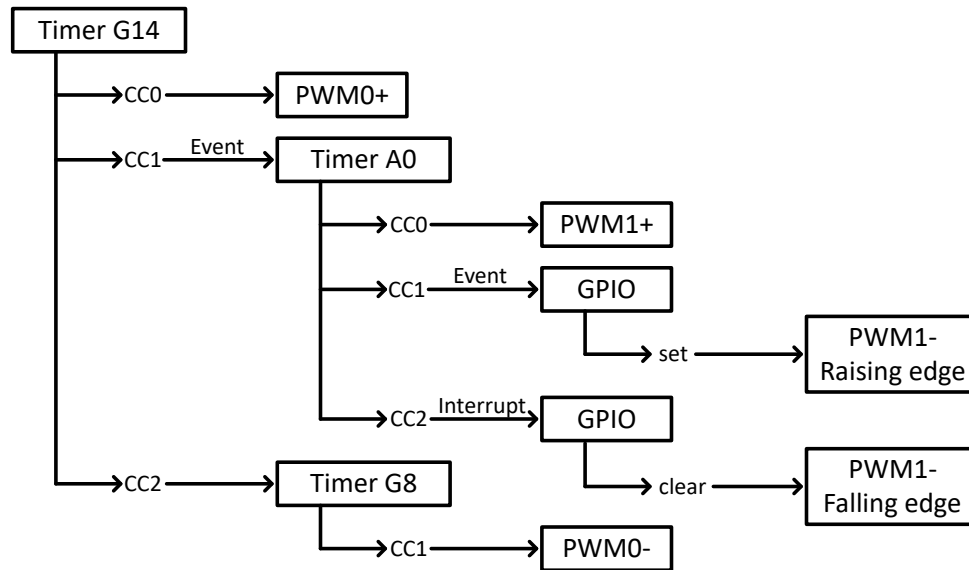 Timer G14
CC0
PWM0+
CC1
Event
Timer A0
CC0
PWM1+
CC1
Event
GPIO
set
PWM1-
Raising edge
CC2
Interrupt
GPIO
clear
PWM1-
Falling edge
CC2
Timer G8
CC1
PWM0-